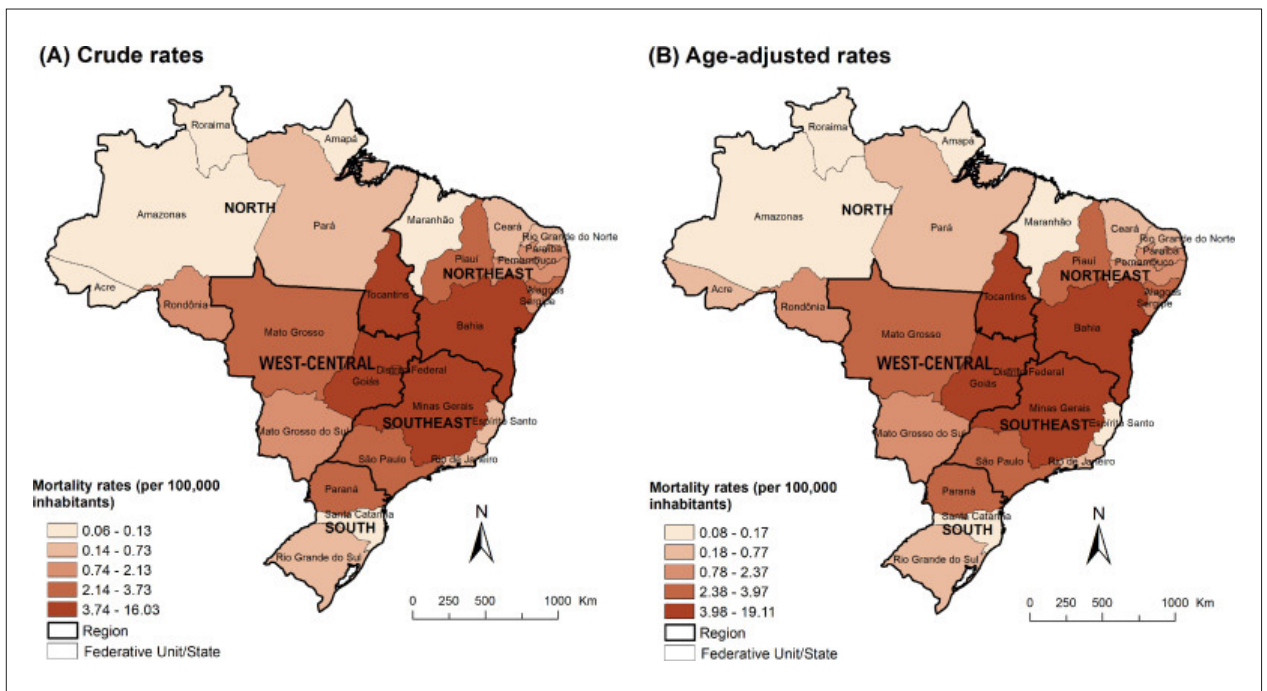 (A) Crude rates
Roraima
Amapá
Amazonas
NORTH
Pará
Maranhão
Ceará
Rio Grande do Norte
Paraíba
Pernambuco
Piauí
NORTHEAST
Alagoas
Sergipe
Acre
Rondônia
Tocantins
Bahia
Mato Grosso
WEST-CENTRAL
Distrito Federal
Goiás
Minas Gerais
SOUTHEAST
Espírito Santo
Mato Grosso do Sul
São Paulo
Rio de Janeiro
Paraná
Santa Catarina
SOUTH
Rio Grande do Sul
Mortality rates (per 100,000
inhabitants)
0.06 - 0.13
0.14 - 0.73
0.74 - 2.13
2.14 - 3.73
3.74 - 16.03
Region
Federative Unit/State
N
0 250 500 1000 Km
(B) Age-adjusted rates
Roraima
Amapá
Amazonas
NORTH
Pará
Maranhão
Ceará
Rio Grande do Norte
Paraíba
Pernambuco
Piauí
NORTHEAST
Alagoas
Sergipe
Acre
Rondônia
Tocantins
Bahia
Mato Grosso
WEST-CENTRAL
Distrito Federal
Goiás
Minas Gerais
SOUTHEAST
Espírito Santo
Mato Grosso do Sul
São Paulo
Rio de Janeiro
Paraná
Santa Catarina
SOUTH
Rio Grande do Sul
Mortality rates (per 100,000
inhabitants)
0.08 - 0.17
0.18 - 0.77
0.78 - 2.37
2.38 - 3.97
3.98 - 19.11
Region
Federative Unit/State
N
0 250 500 1000 Km